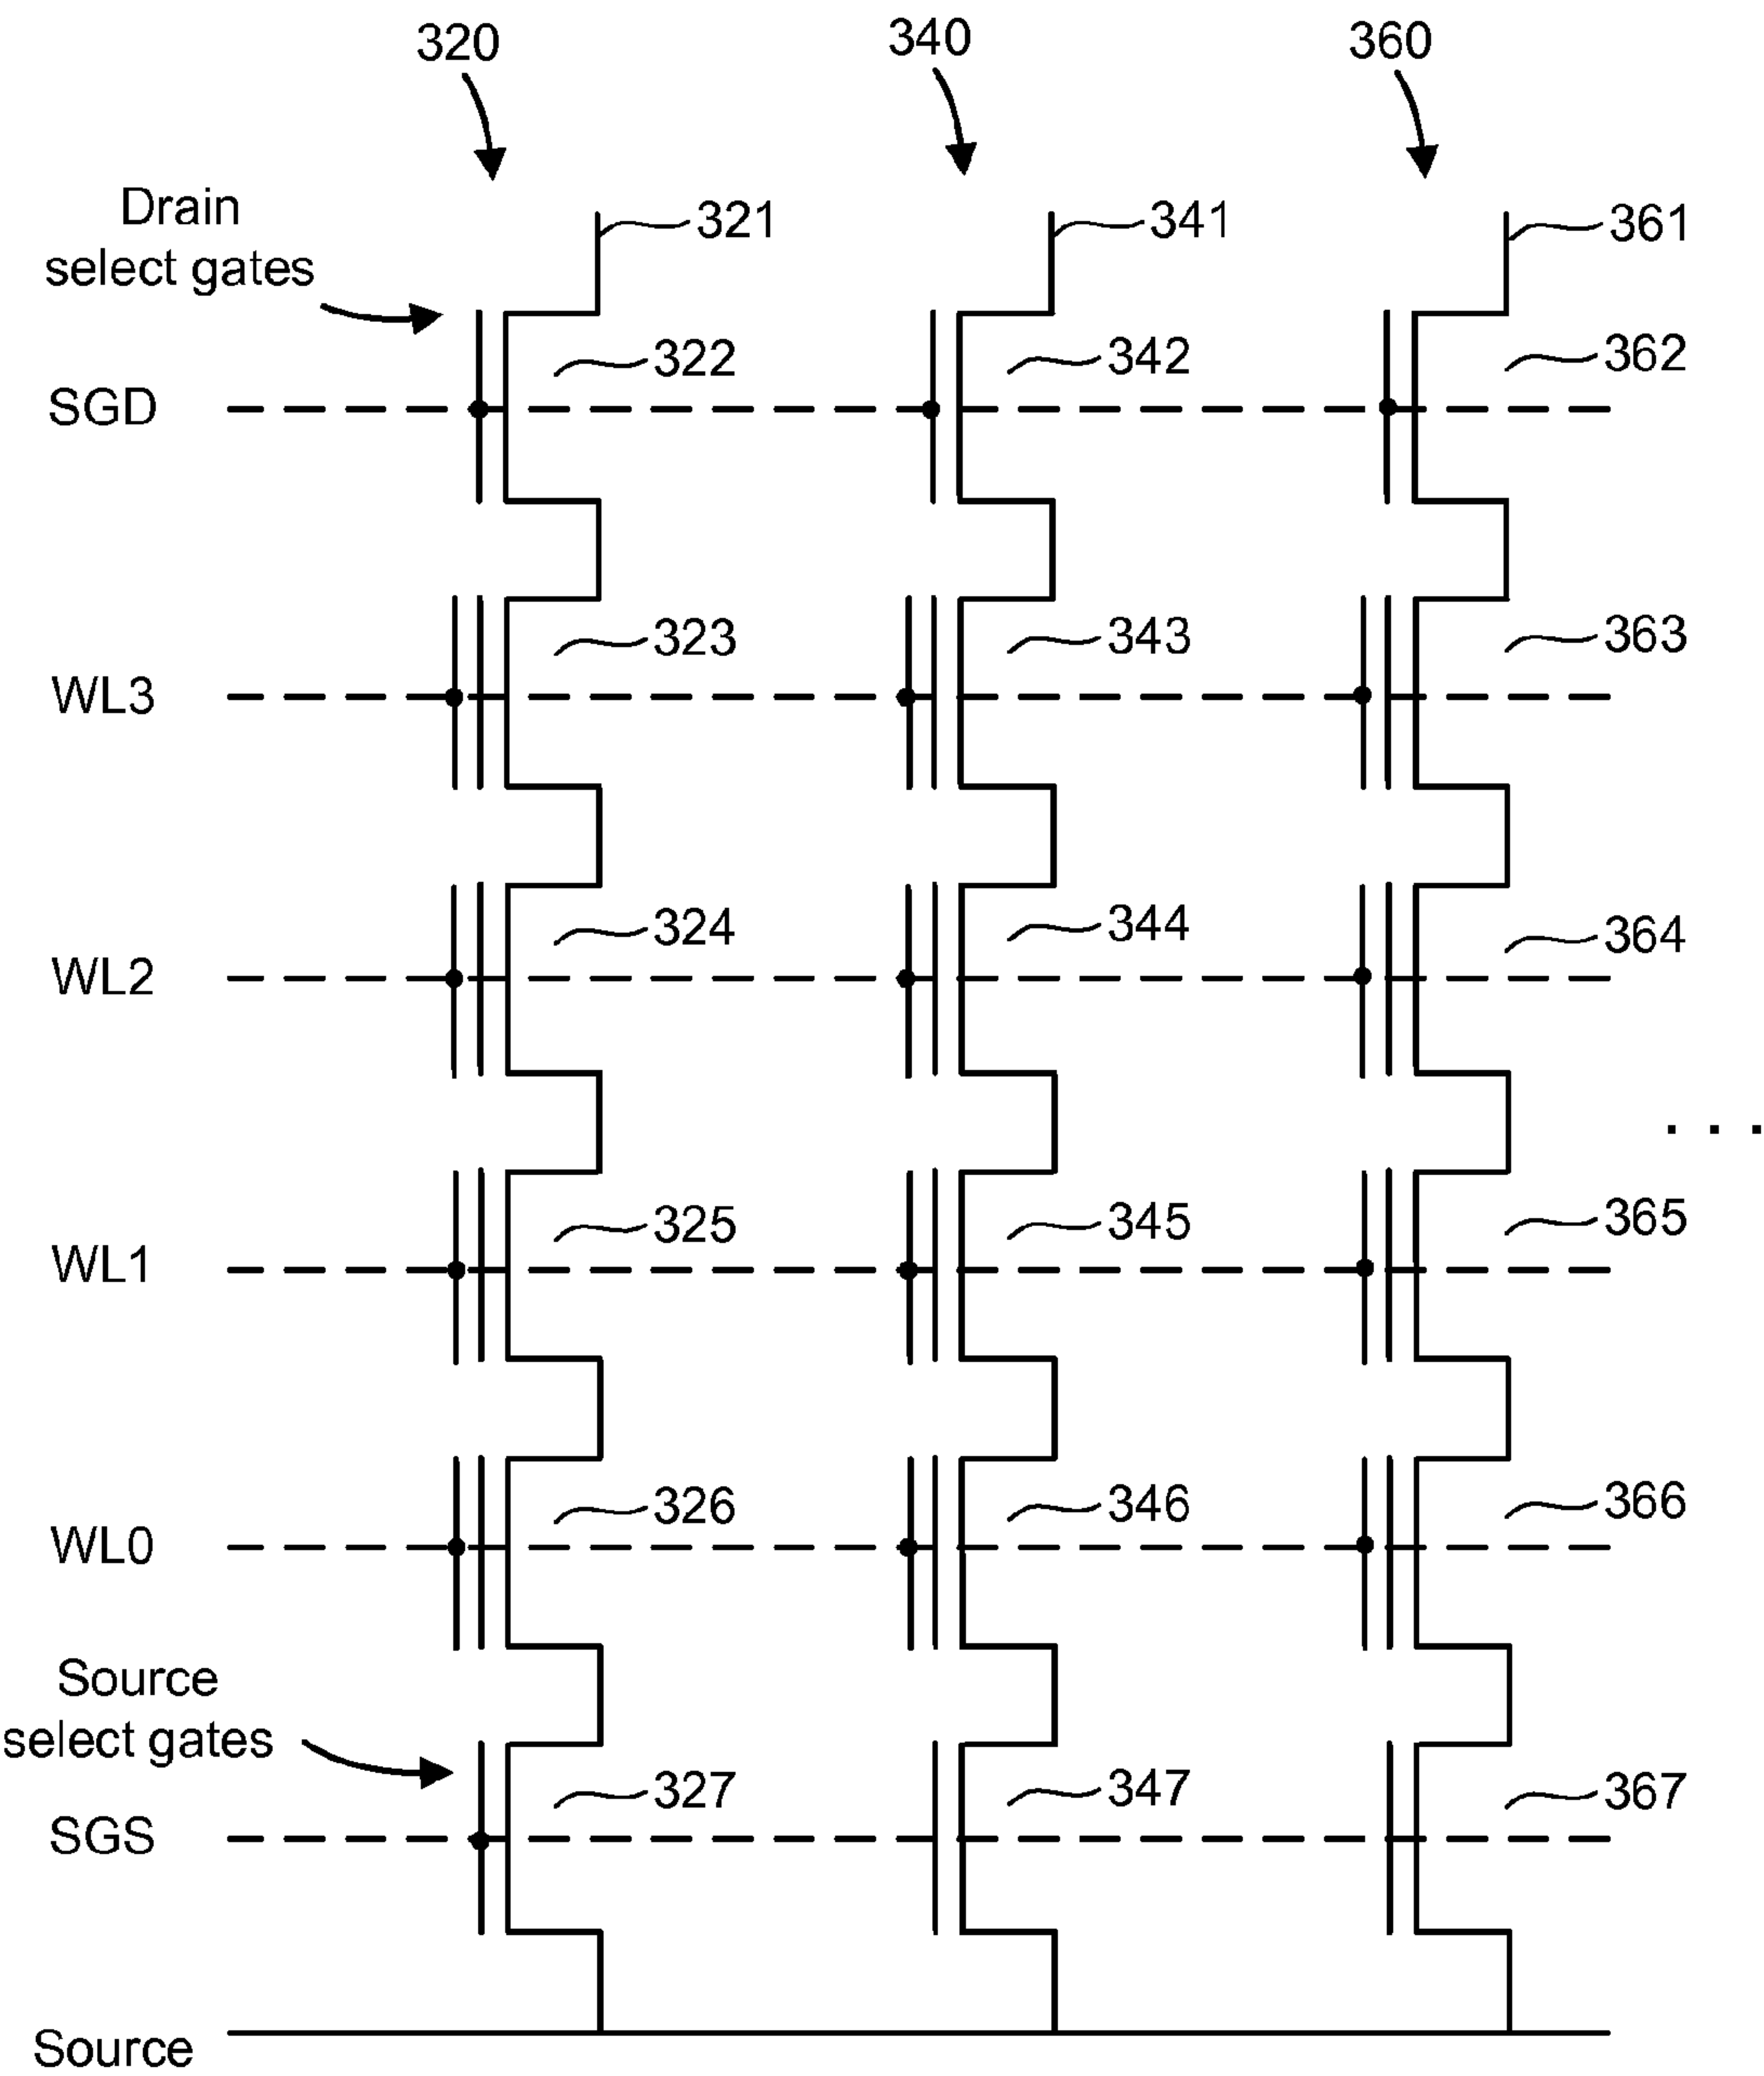 320 340 360
Drain
select gates
321 341 361
322 342 362
SGD
323 343 363
WL3
324 344 364
WL2
. . .
325 345 365
WL1
326 346 366
WL0
Source
select gates
327 347 367
SGS
Source